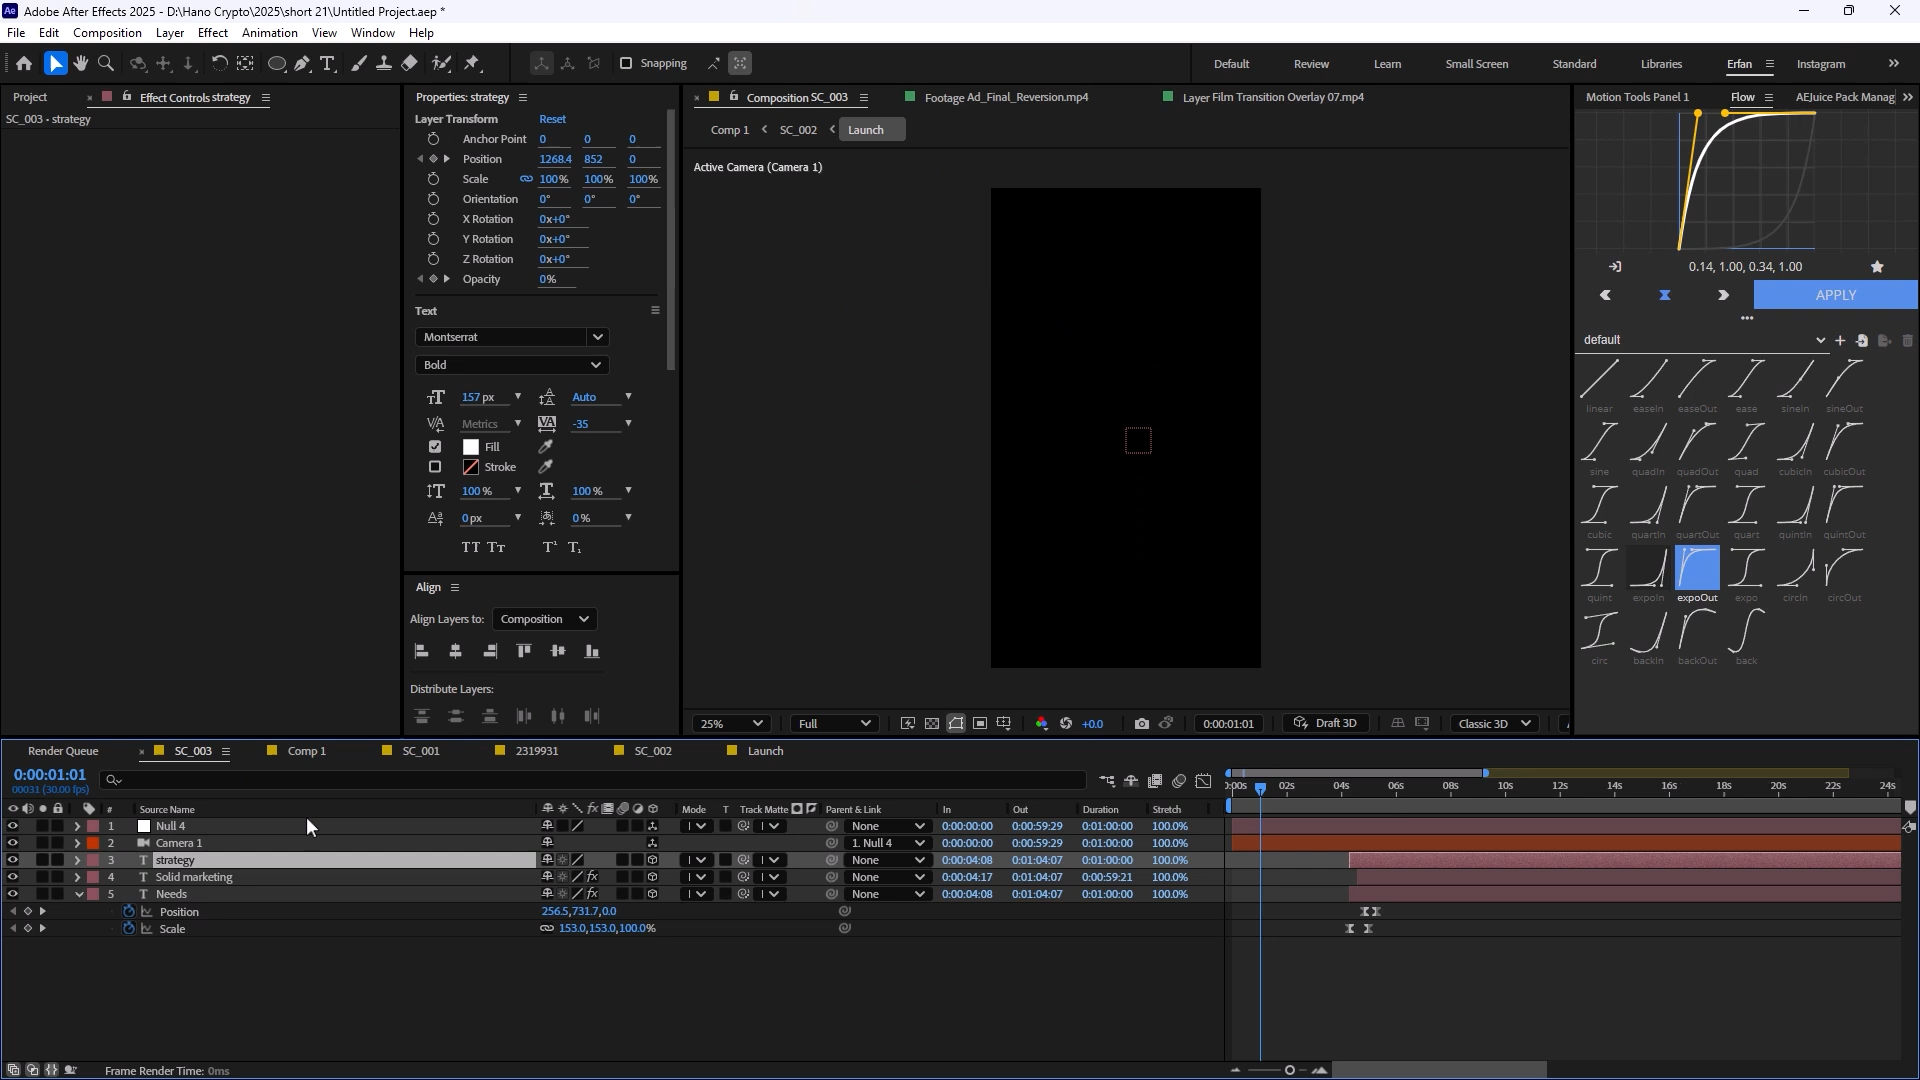 Adobe After Effects 2025 - D:\Hano Crypto\2025\short 21\Untitled Project.aep *
File Edit Composition Layer Effect Animation View Window Help
Snapping
Default Review Learn Small Screen Standard Libraries Erfan Instagram
Project Effect Controls strategy
SC_003 - strategy
Properties: strategy
Layer Transform Reset
Anchor Point 0 0 0
Position 1268.4 852 0
Scale 100% 100% 100%
Orientation 0° 0° 0°
X Rotation 0x+0°
Y Rotation 0x+0°
Z Rotation 0x+0°
Opacity 0%
Text
Montserrat
Bold
157 px Auto
Metrics -35
Fill
Stroke
100 % 100 %
0 px 0 %
Align
Align Layers to: Composition
Distribute Layers:
Composition SC_003 Footage Ad_Final_Reversion.mp4 Layer Film Transition Overlay 07.mp4
Comp 1 SC_002 Launch
Active Camera (Camera 1)
25% Full +0.0 0:00:01:01 Draft 3D Classic 3D
Motion Tools Panel 1 Flow AEJuice Pack Manag
0.14, 1.00, 0.34, 1.00
APPLY
default
linear easeIn easeOut ease sineIn sineOut
sine quadIn quadOut quad cubicIn cubicOut
cubic quartIn quartOut quart quintIn quintOut
quint expoIn expoOut expo circIn circOut
circ backIn backOut back
Render Queue SC_003 Comp 1 SC_001 2319931 SC_002 Launch
0:00:01:01
00031 (30.00 fps)
# Source Name Mode T Track Matte Parent & Link In Out Duration Stretch
1 Null 4 None 0:00:00:00 0:00:59:29 0:01:00:00 100.0%
2 Camera 1 1. Null 4 0:00:00:00 0:00:59:29 0:01:00:00 100.0%
3 T strategy None 0:00:04:08 0:01:04:07 0:01:00:00 100.0%
4 T Solid marketing None 0:00:04:17 0:01:04:07 0:00:59:21 100.0%
5 T Needs None 0:00:04:08 0:01:04:07 0:01:00:00 100.0%
Position 256.5,731.7,0.0
Scale 153.0,153.0,100.0%
02s 04s 06s 08s 10s 12s 14s 16s 18s 20s 22s 24s
Frame Render Time: 0ms